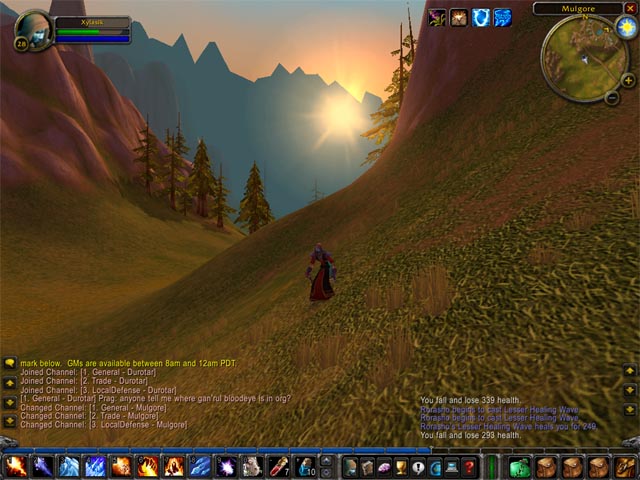 Xylasik
28
Mulgore
N
mark below. GMs are available between 8am and 12am PDT.
Joined Channel: [1. General - Durotar]
Joined Channel: [2. Trade - Durotar]
Joined Channel: [3. LocalDefense - Durotar]
[1. General - Durotar] Prag: anyone tell me where gan'rul bloodeye is in org?
Changed Channel: [1. General - Mulgore]
Changed Channel: [2. Trade - Mulgore]
Changed Channel: [3. LocalDefense - Mulgore]
You fall and lose 339 health.
Rorasho begins to cast Lesser Healing Wave.
Rorasho begins to cast Lesser Healing Wave.
Rorasho's Lesser Healing Wave heals you for 249.
You fall and lose 293 health.
7
10